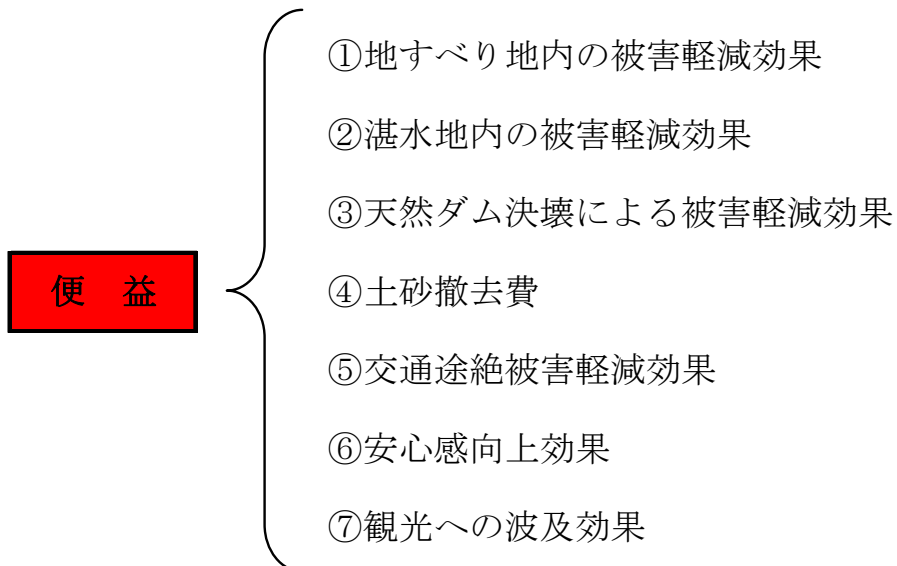 ①地すべり地内の被害軽減効果
②湛水地内の被害軽減効果
③天然ダム決壊による被害軽減効果
便 益
④土砂撤去費
⑤交通途絶被害軽減効果
⑥安心感向上効果
⑦観光への波及効果